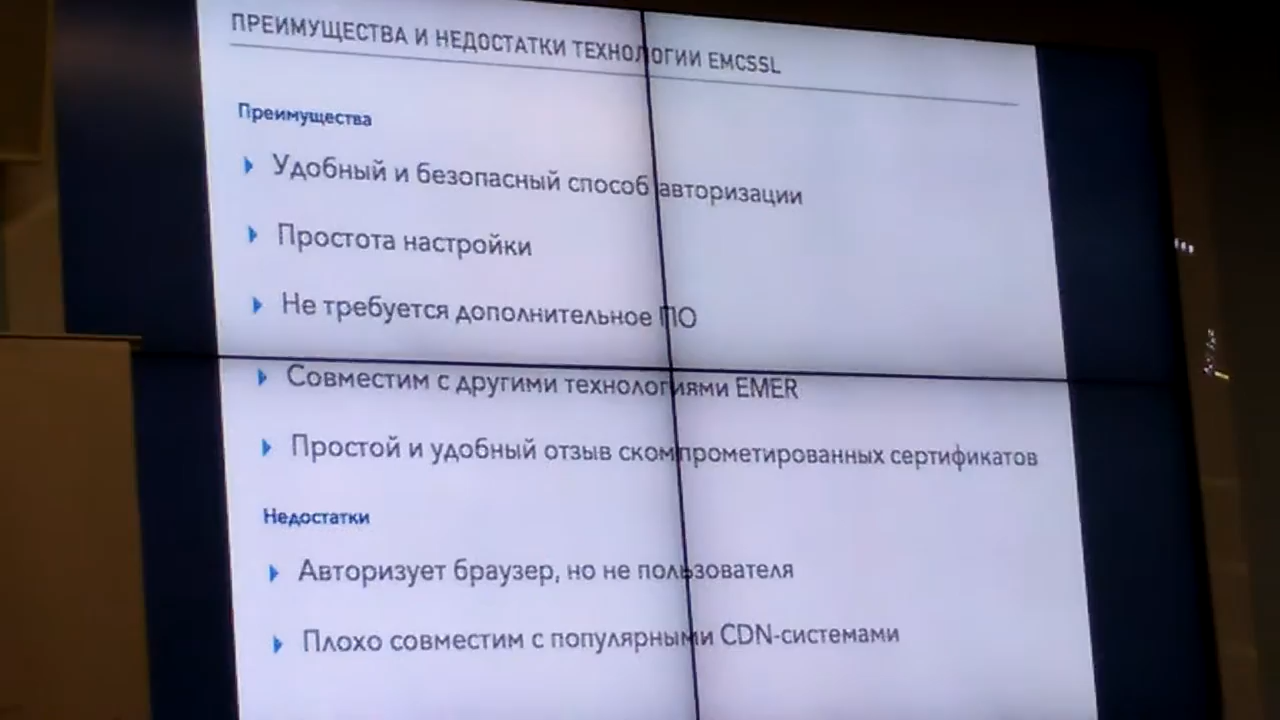 ПРЕИМУЩЕСТВА И НЕДОСТАТКИ ТЕХНОЛОГИИ EMCSSL
Преимущества
Удобный и безопасный способ авторизации
Простота настройки
Не требуется дополнительное ПО
Совместим с другими технологиями EMER
Простой и удобный отзыв скомпрометированных сертификатов
Недостатки
Авторизует браузер, но не пользователя
Плохо совместим с популярными CDN-системами